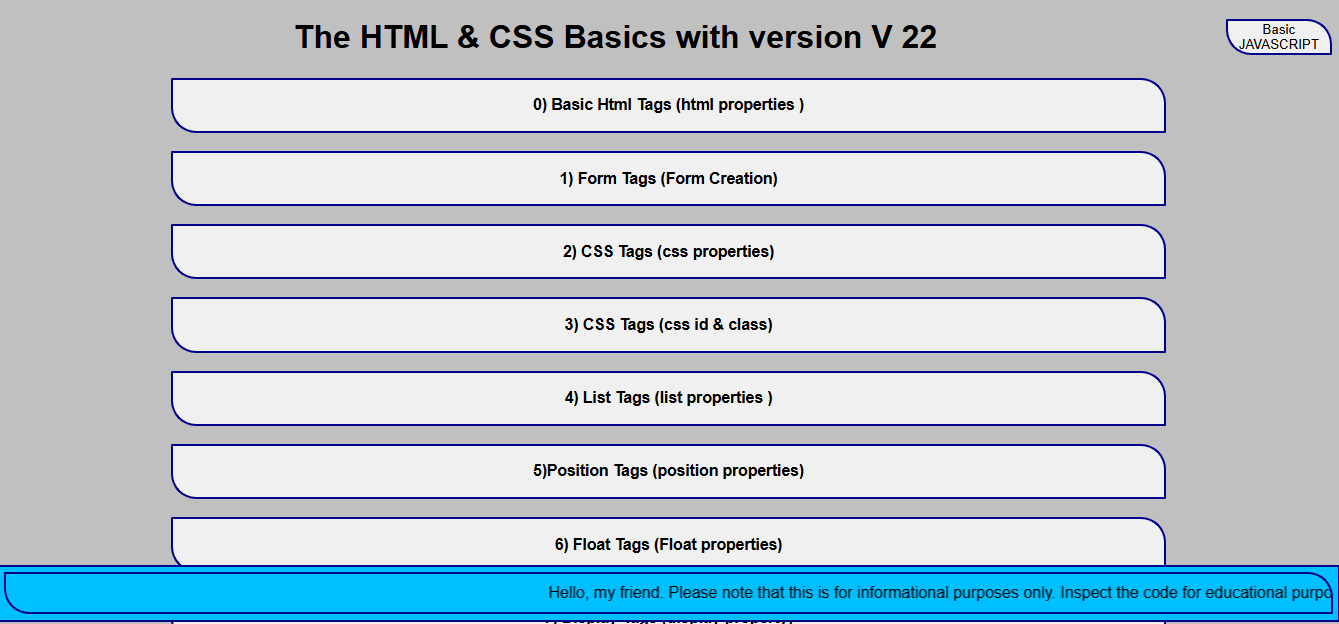 The HTML & CSS Basics with version V 22
Basic
JAVASCRIPT
0) Basic Html Tags (html properties )
1) Form Tags (Form Creation)
2) CSS Tags (css properties)
3) CSS Tags (css id & class)
4) List Tags (list properties )
5)Position Tags (position properties)
6) Float Tags (Float properties)
Hello, my friend. Please note that this is for informational purposes only. Inspect the code for educational purpo